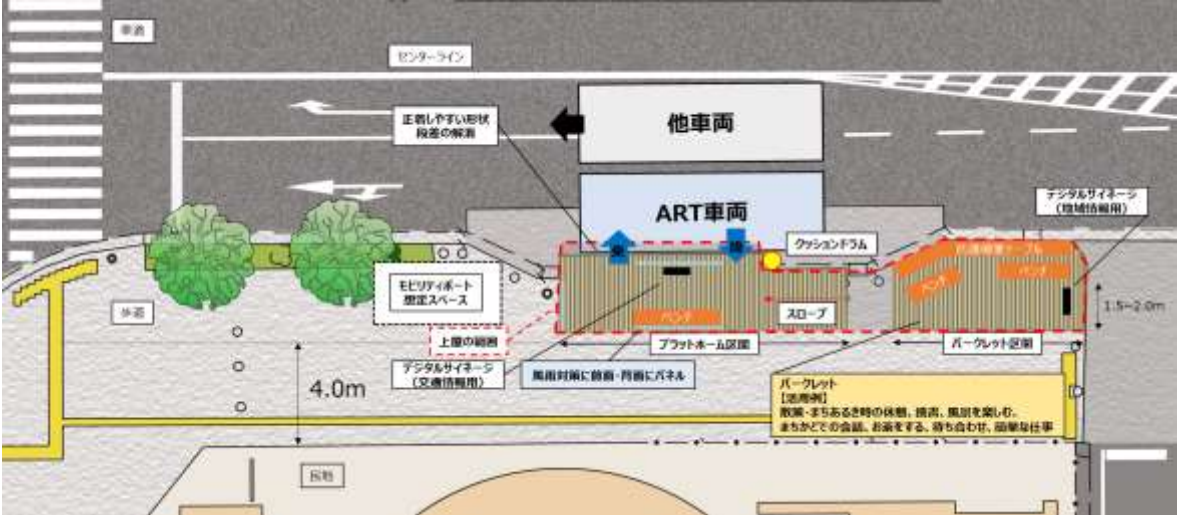 車道
センターライン
正着しやすい形状
段差の解消
他車両
ART車両
デジタルサイネージ
（地域情報用）
クッションドラム
モビリティポート
想定スペース
歩道
ベンチ
ベンチ
ベンチ
スロープ
1.5~2.0m
上屋の範囲
プラットホーム区間
パークレット区間
デジタルサイネージ
（交通情報用）
風雨対策に前面・背面にパネル
4.0m
パークレット
【活用例】
散策・まちあるき時の休憩、読書、風景を楽しむ、
まちかどでの会話、お茶をする、待ち合わせ、簡単な仕事
民地